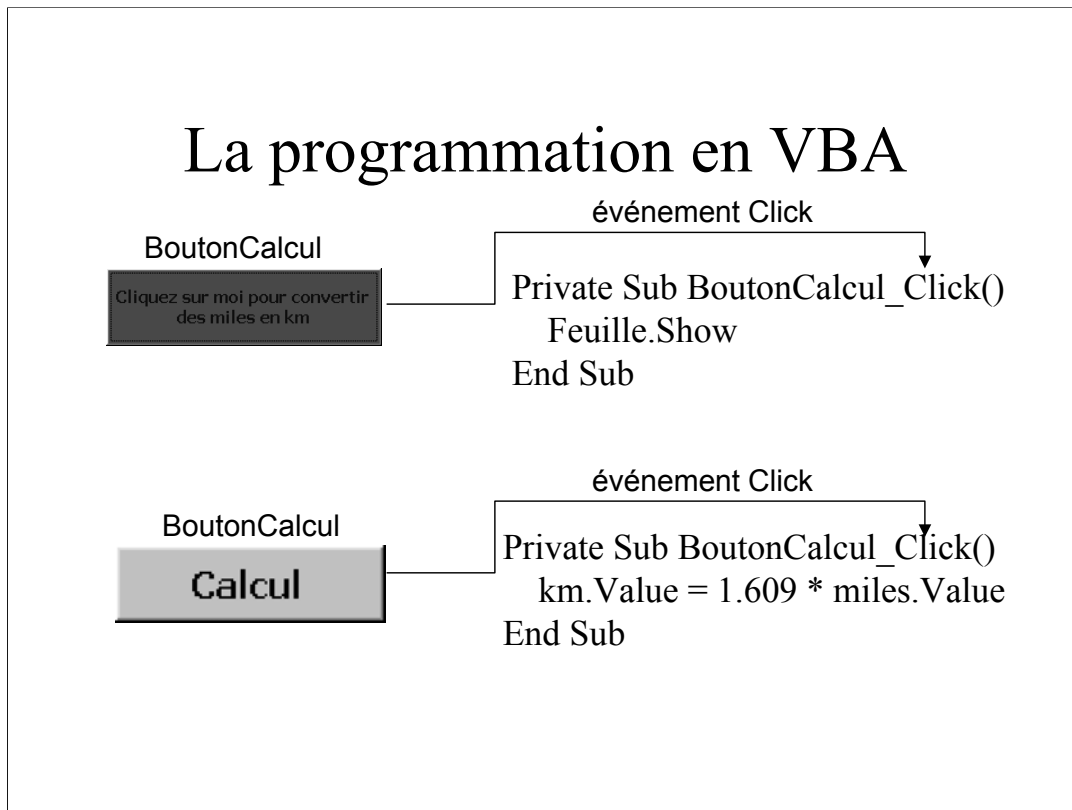 La programmation en VBA
événement Click
BoutonCalcul
Cliquez sur moi pour convertir
des miles en km
Private Sub BoutonCalcul_Click()
Feuille.Show
End Sub
événement Click
BoutonCalcul
Calcul
Private Sub BoutonCalcul_Click()
km.Value = 1.609 * miles.Value
End Sub